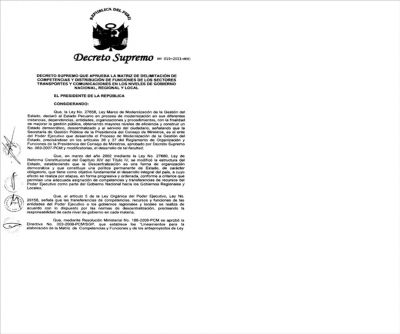 REPÚBLICA DEL PERÚ
Decreto Supremo Nº 019-2013-MTC
DECRETO SUPREMO QUE APRUEBA LA MATRIZ DE DELIMITACIÓN DE
COMPETENCIAS Y DISTRIBUCIÓN DE FUNCIONES DE LOS SECTORES
TRANSPORTES Y COMUNICACIONES EN LOS NIVELES DE GOBIERNO
NACIONAL, REGIONAL Y LOCAL
EL PRESIDENTE DE LA REPÚBLICA
CONSIDERANDO:
Que, la Ley No. 27658, Ley Marco de Modernización de la Gestión del
Estado, declaró al Estado Peruano en proceso de modernización en sus diferentes
instancias, dependencias, entidades, organizaciones y procedimientos, con la finalidad
de mejorar la gestión pública, obteniendo mayores niveles de eficiencia y construir un
Estado democrático, descentralizado y al servicio del ciudadano, señalando que la
Secretaría de Gestión Pública de la Presidencia del Consejo de Ministros, es el ente
del Poder Ejecutivo que desarrolla el Proceso de Modernización de la Gestión del
Estado, precisándose en los artículos 36 y 37 del Reglamento de Organización y
Funciones de la Presidencia del Consejo de Ministros, aprobado por Decreto Supremo
No. 063-2007-PCM y modificatorias, el desarrollo de tal facultad;
Que, en marzo del año 2002 mediante la Ley No. 27680, Ley de
Reforma Constitucional del Capítulo XIV del Título IV, se modificó la estructura del
Estado, estableciendo que la Descentralización es una forma de organización
democrática y que constituye una política permanente de Estado, de carácter
obligatorio, que tiene como objetivo fundamental el desarrollo integral del país, a cuyo
efecto se realiza por etapas, en forma progresiva y ordenada, conforme a criterios que
permitan una adecuada asignación de competencias y transferencias de recursos del
Poder Ejecutivo como parte del Gobierno Nacional hacia los Gobiernos Regionales y
Locales;
Que, el artículo 5 de la Ley Orgánica del Poder Ejecutivo, Ley No.
29158, señala que las transferencias de competencias, recursos y funciones de las
entidades del Poder Ejecutivo a los gobiernos regionales y locales se realiza de
acuerdo con lo dispuesto por las normas de descentralización, precisando la
responsabilidad de cada nivel de gobierno en cada materia.
Que, mediante Resolución Ministerial No. 188-2008-PCM se aprobó la
Directiva No. 003-2008-PCM/SGP, que establece los "Lineamientos para la
elaboración de la Matriz de Competencias y Funciones y de los anteproyectos de Ley